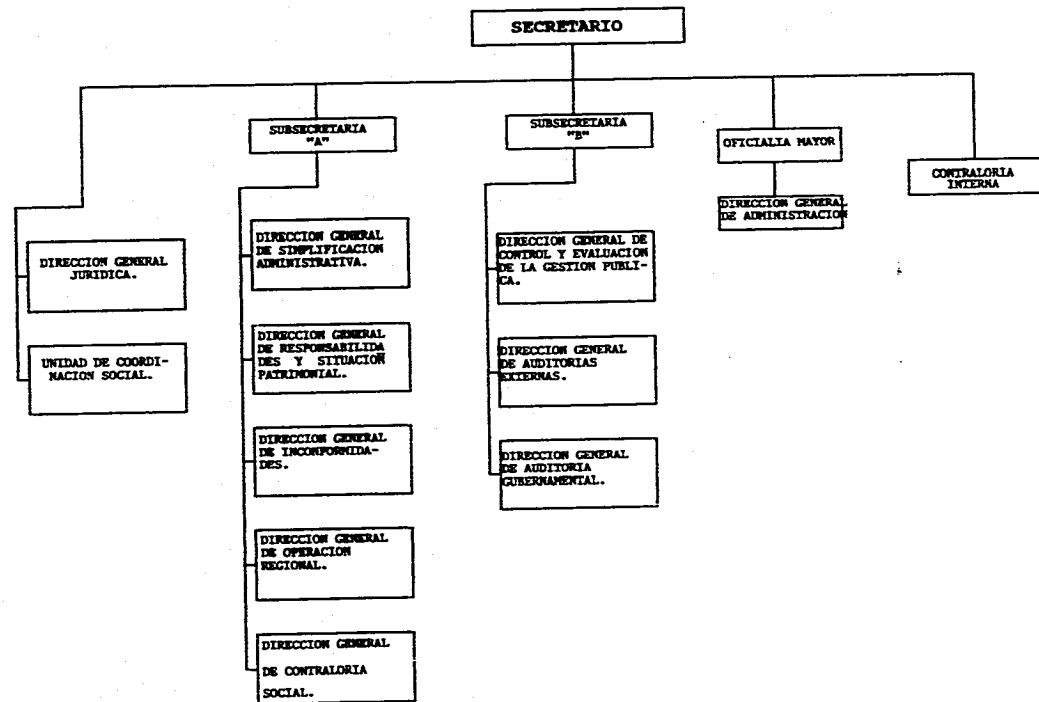 SECRETARIO
SUBSECRETARIA
"A"
SUBSECRETARIA
"B"
OFICIALIA MAYOR
CONTRALORIA
INTERNA
DIRECCION GENERAL
DE ADMINISTRACION
DIRECCION GENERAL
JURIDICA.
UNIDAD DE COORDI-
NACION SOCIAL.
DIRECCION GENERAL
DE SIMPLIFICACION
ADMINISTRATIVA.
DIRECCION GENERAL
DE RESPONSABILIDA
DES Y SITUACION
PATRIMONIAL.
DIRECCION GENERAL
DE INCONFORMIDA-
DES.
DIRECCION GENERAL
DE OPERACION
REGIONAL.
DIRECCION GENERAL
DE CONTRALORIA
SOCIAL.
DIRECCION GENERAL DE
CONTROL Y EVALUACION
DE LA GESTION PUBLI-
CA.
DIRECCION GENERAL
DE AUDITORIAS
EXTERNAS.
DIRECCION GENERAL
DE AUDITORIA
GUBERNAMENTAL.